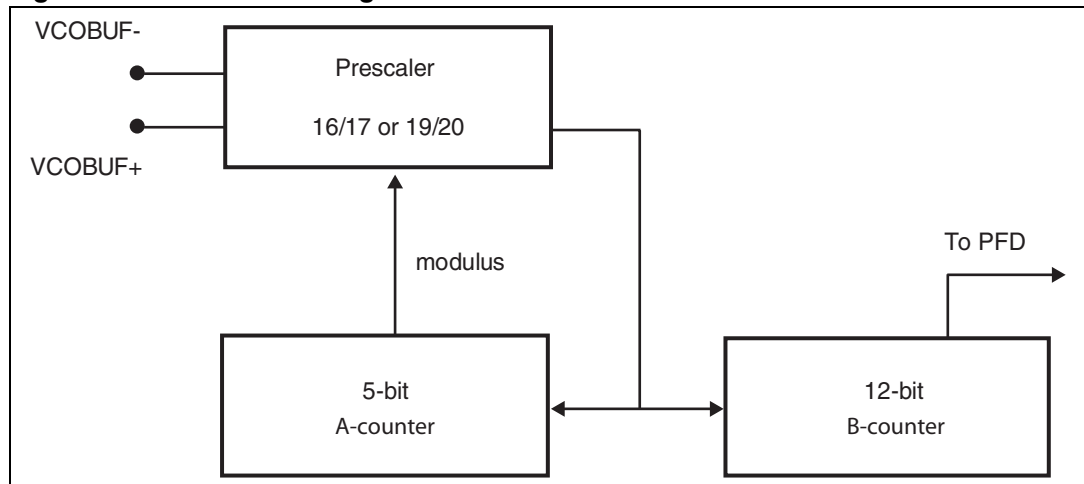 VCOBUF-
Prescaler
16/17 or 19/20
VCOBUF+
modulus
To PFD
5-bit
A-counter
12-bit
B-counter